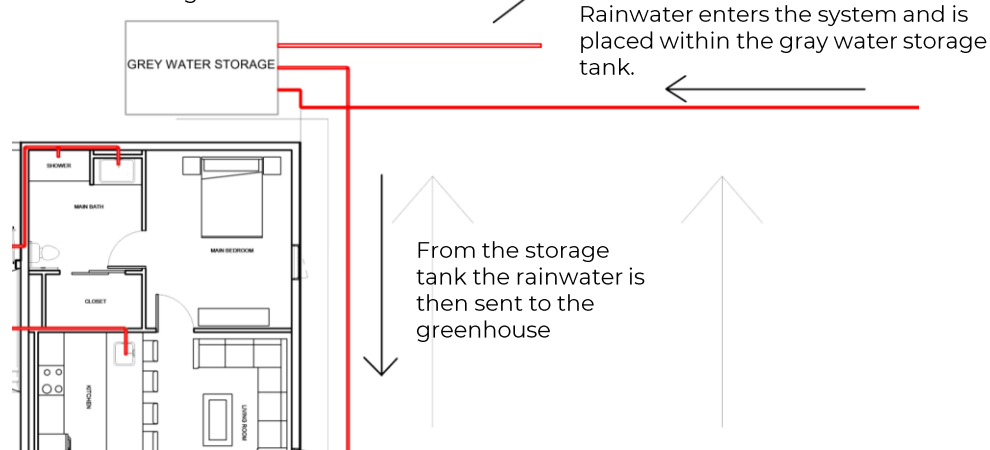 Rainwater enters the system and is
placed within the gray water storage
tank.
GREY WATER STORAGE
SHOWER
MAIN BATH
MAIN BEDROOM
From the storage
tank the rainwater is
then sent to the
greenhouse
CLOSET
KITCHEN
LIVING ROOM